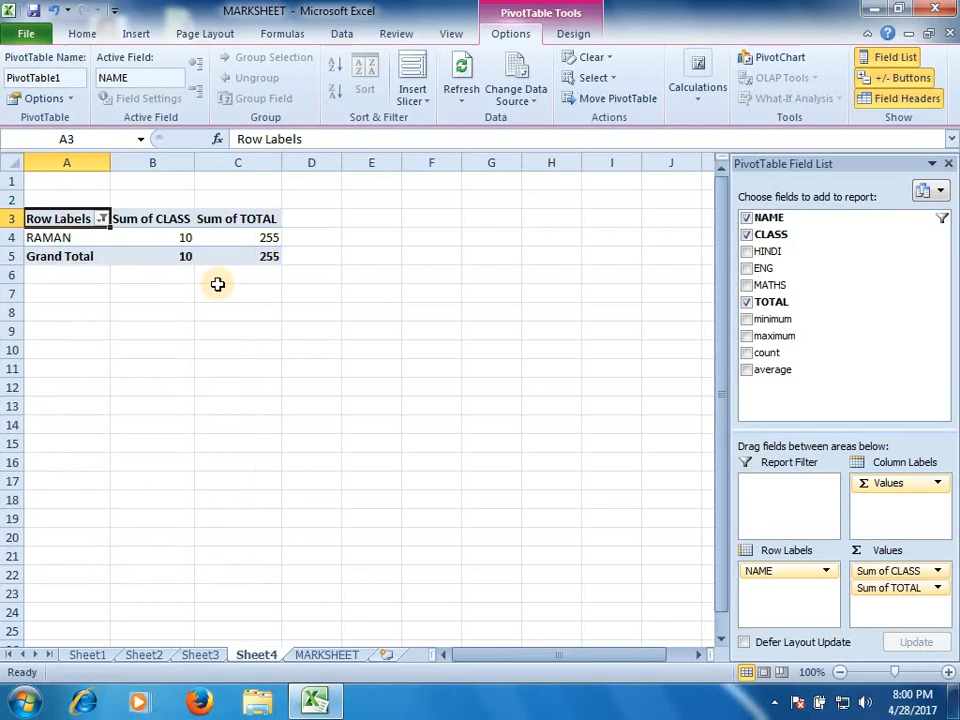 MARKSHEET - Microsoft Excel
PivotTable Tools
File Home Insert Page Layout Formulas Data Review View Options Design
PivotTable Name:
PivotTable1
Options
PivotTable
Active Field:
NAME
Field Settings
Active Field
Group Selection
Ungroup
Group Field
Group
Sort
Insert Slicer
Sort & Filter
Refresh
Change Data Source
Data
Clear
Select
Move PivotTable
Actions
Calculations
PivotChart
OLAP Tools
What-If Analysis
Tools
Field List
+/- Buttons
Field Headers
Show
A3 fx Row Labels
A B C D E F G H I J
1
2
3 Row Labels Sum of CLASS Sum of TOTAL
4 RAMAN 10 255
5 Grand Total 10 255
6
7
8
9
10
11
12
13
14
15
16
17
18
19
20
21
22
23
24
25
PivotTable Field List
Choose fields to add to report:
NAME
CLASS
HINDI
ENG
MATHS
TOTAL
minimum
maximum
count
average
Drag fields between areas below:
Report Filter Column Labels
Σ Values
Row Labels Σ Values
NAME Sum of CLASS
Sum of TOTAL
Defer Layout Update Update
Sheet1 Sheet2 Sheet3 Sheet4 MARKSHEET
Ready 100%
8:00 PM
4/28/2017